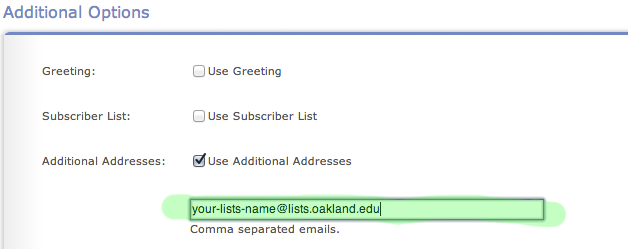 Additional Options
Greeting: Use Greeting
Subscriber List: Use Subscriber List
Additional Addresses: Use Additional Addresses
your-lists-name@lists.oakland.edu
Comma separated emails.